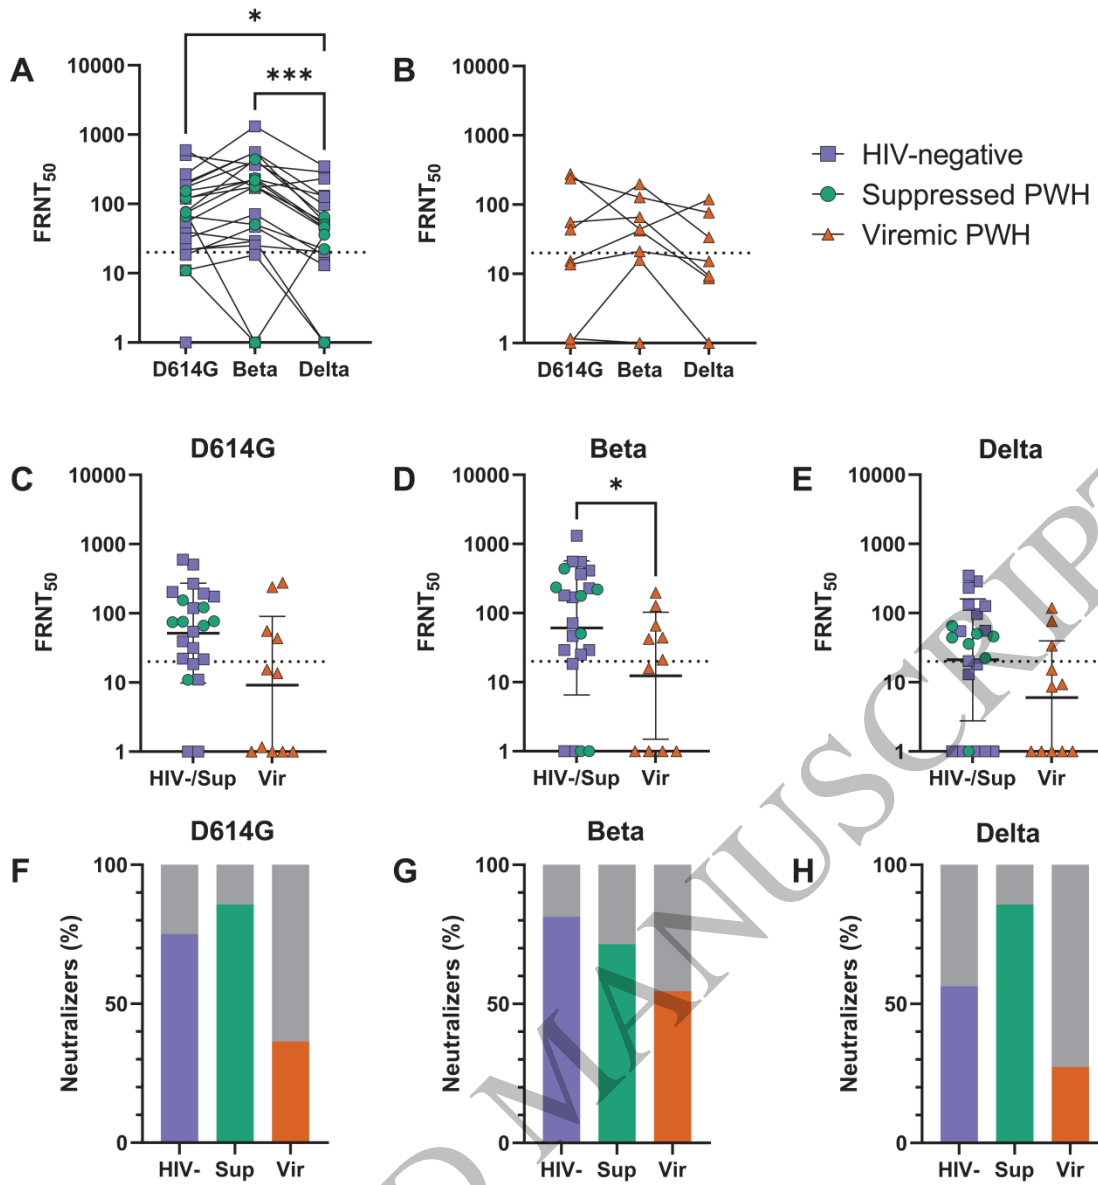 A
10000
1000
100
10
1
FRNT50
*
***
D614G Beta Delta
B
10000
1000
100
10
1
FRNT50
D614G Beta Delta
HIV-negative
Suppressed PWH
Viremic PWH
C
D614G
10000
1000
100
10
1
FRNT50
HIV-/Sup Vir
D
Beta
10000
1000
100
10
1
FRNT50
*
HIV-/Sup Vir
E
Delta
10000
1000
100
10
1
FRNT50
HIV-/Sup Vir
F
D614G
100
50
0
Neutralizers (%)
HIV- Sup Vir
G
Beta
100
50
0
Neutralizers (%)
HIV- Sup Vir
H
Delta
100
50
0
Neutralizers (%)
HIV- Sup Vir
D MANUSCRIPT